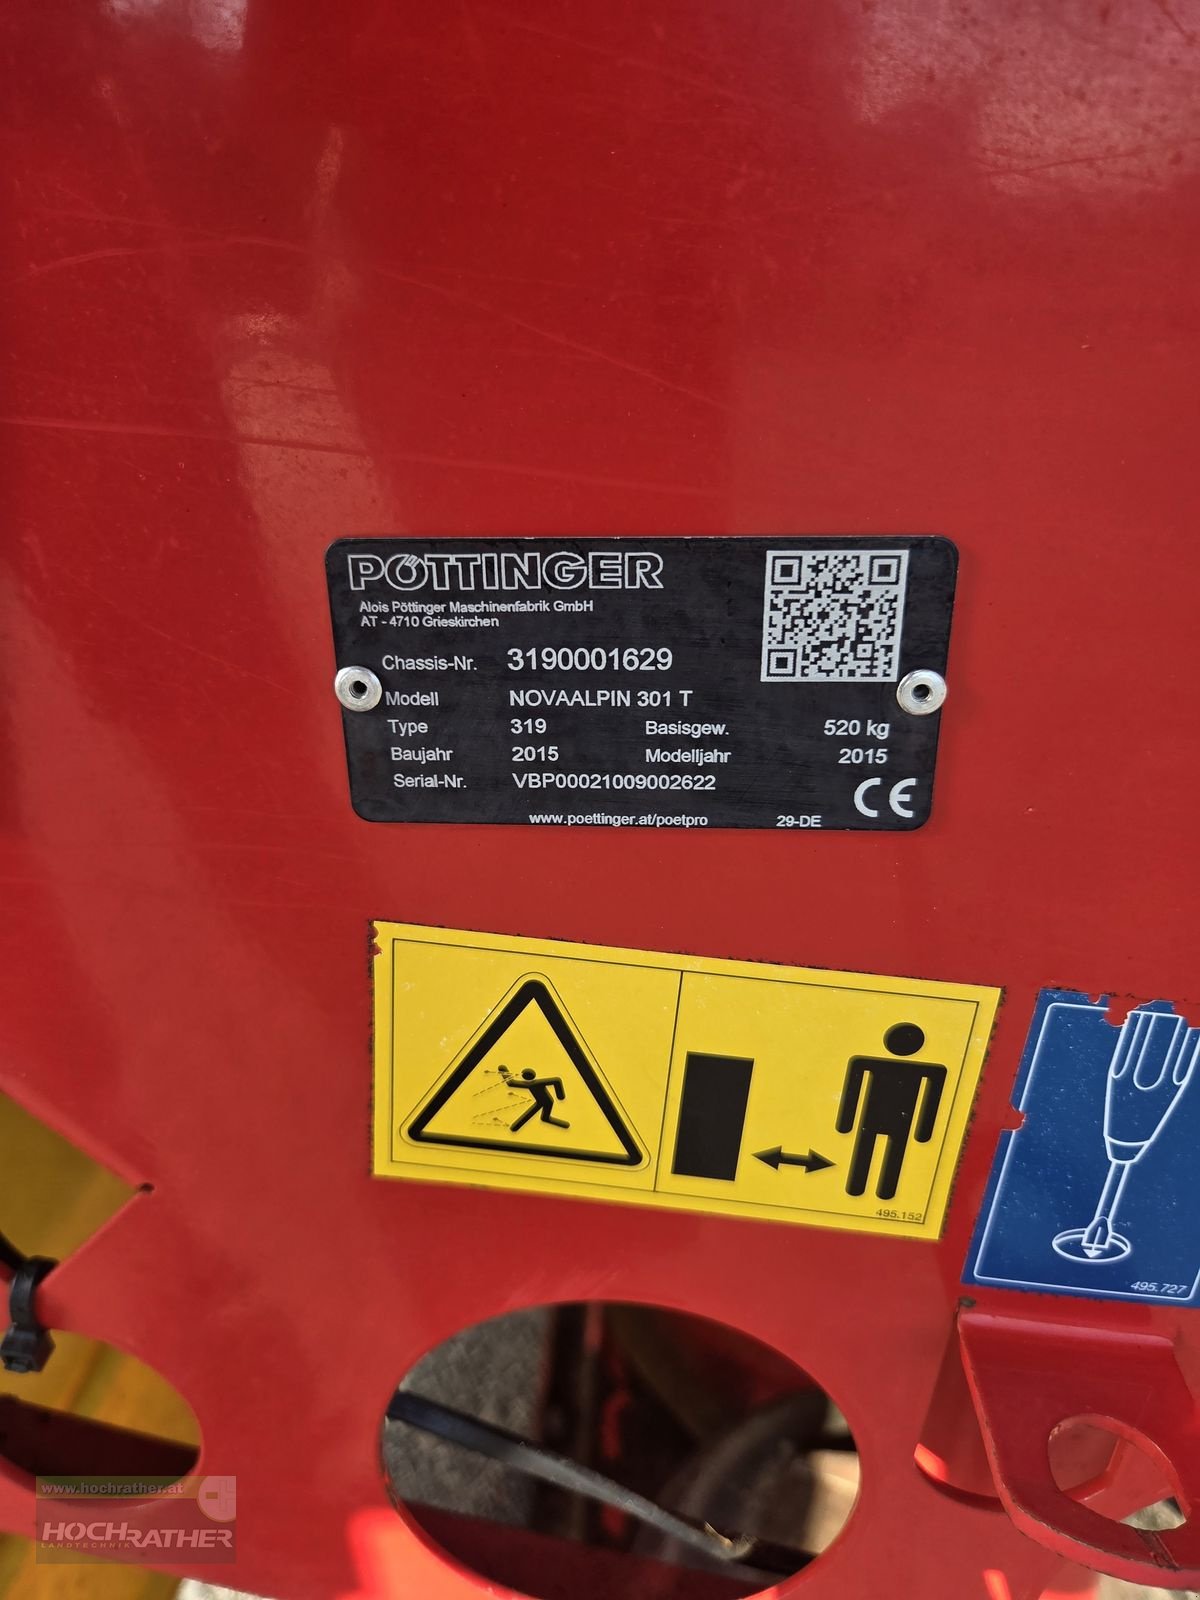 PÖTTINGER
Alois Pöttinger Maschinenfabrik GmbH
AT - 4710 Grieskirchen
Chassis-Nr. 3190001629
Modell NOVAALPIN 301 T
Type 319 Basisgew. 520 kg
Baujahr 2015 Modelljahr 2015
Serial-Nr. VBP00021009002622
CE
www.poettinger.at/poetpro 29-DE
495.152
495.727
www.hochrather.at
HOCHRATHER
LANDTECHNIK